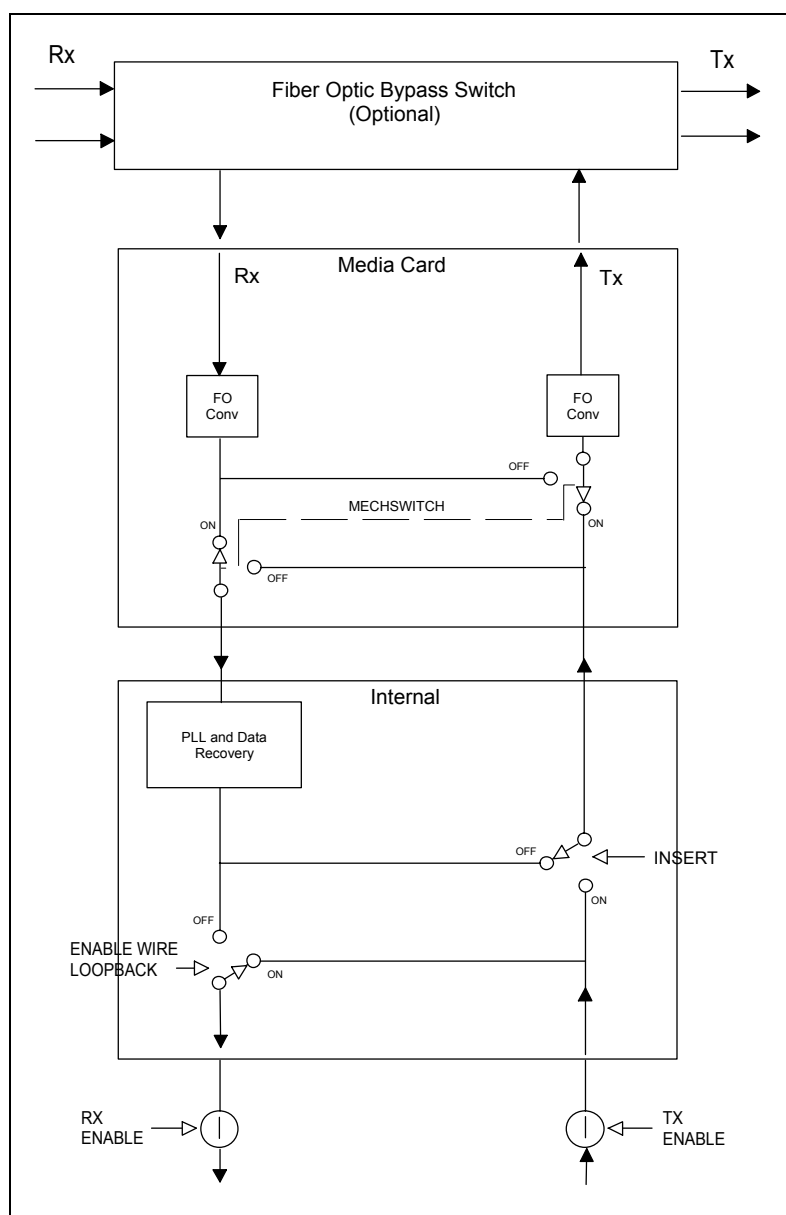 Rx
Tx
Fiber Optic Bypass Switch
(Optional)
Media Card
Rx
Tx
FO
Conv
FO
Conv
OFF
MECHSWITCH
ON
ON
OFF
Internal
PLL and Data
Recovery
OFF
INSERT
ON
OFF
ENABLE WIRE
LOOPBACK
ON
RX
ENABLE
TX
ENABLE